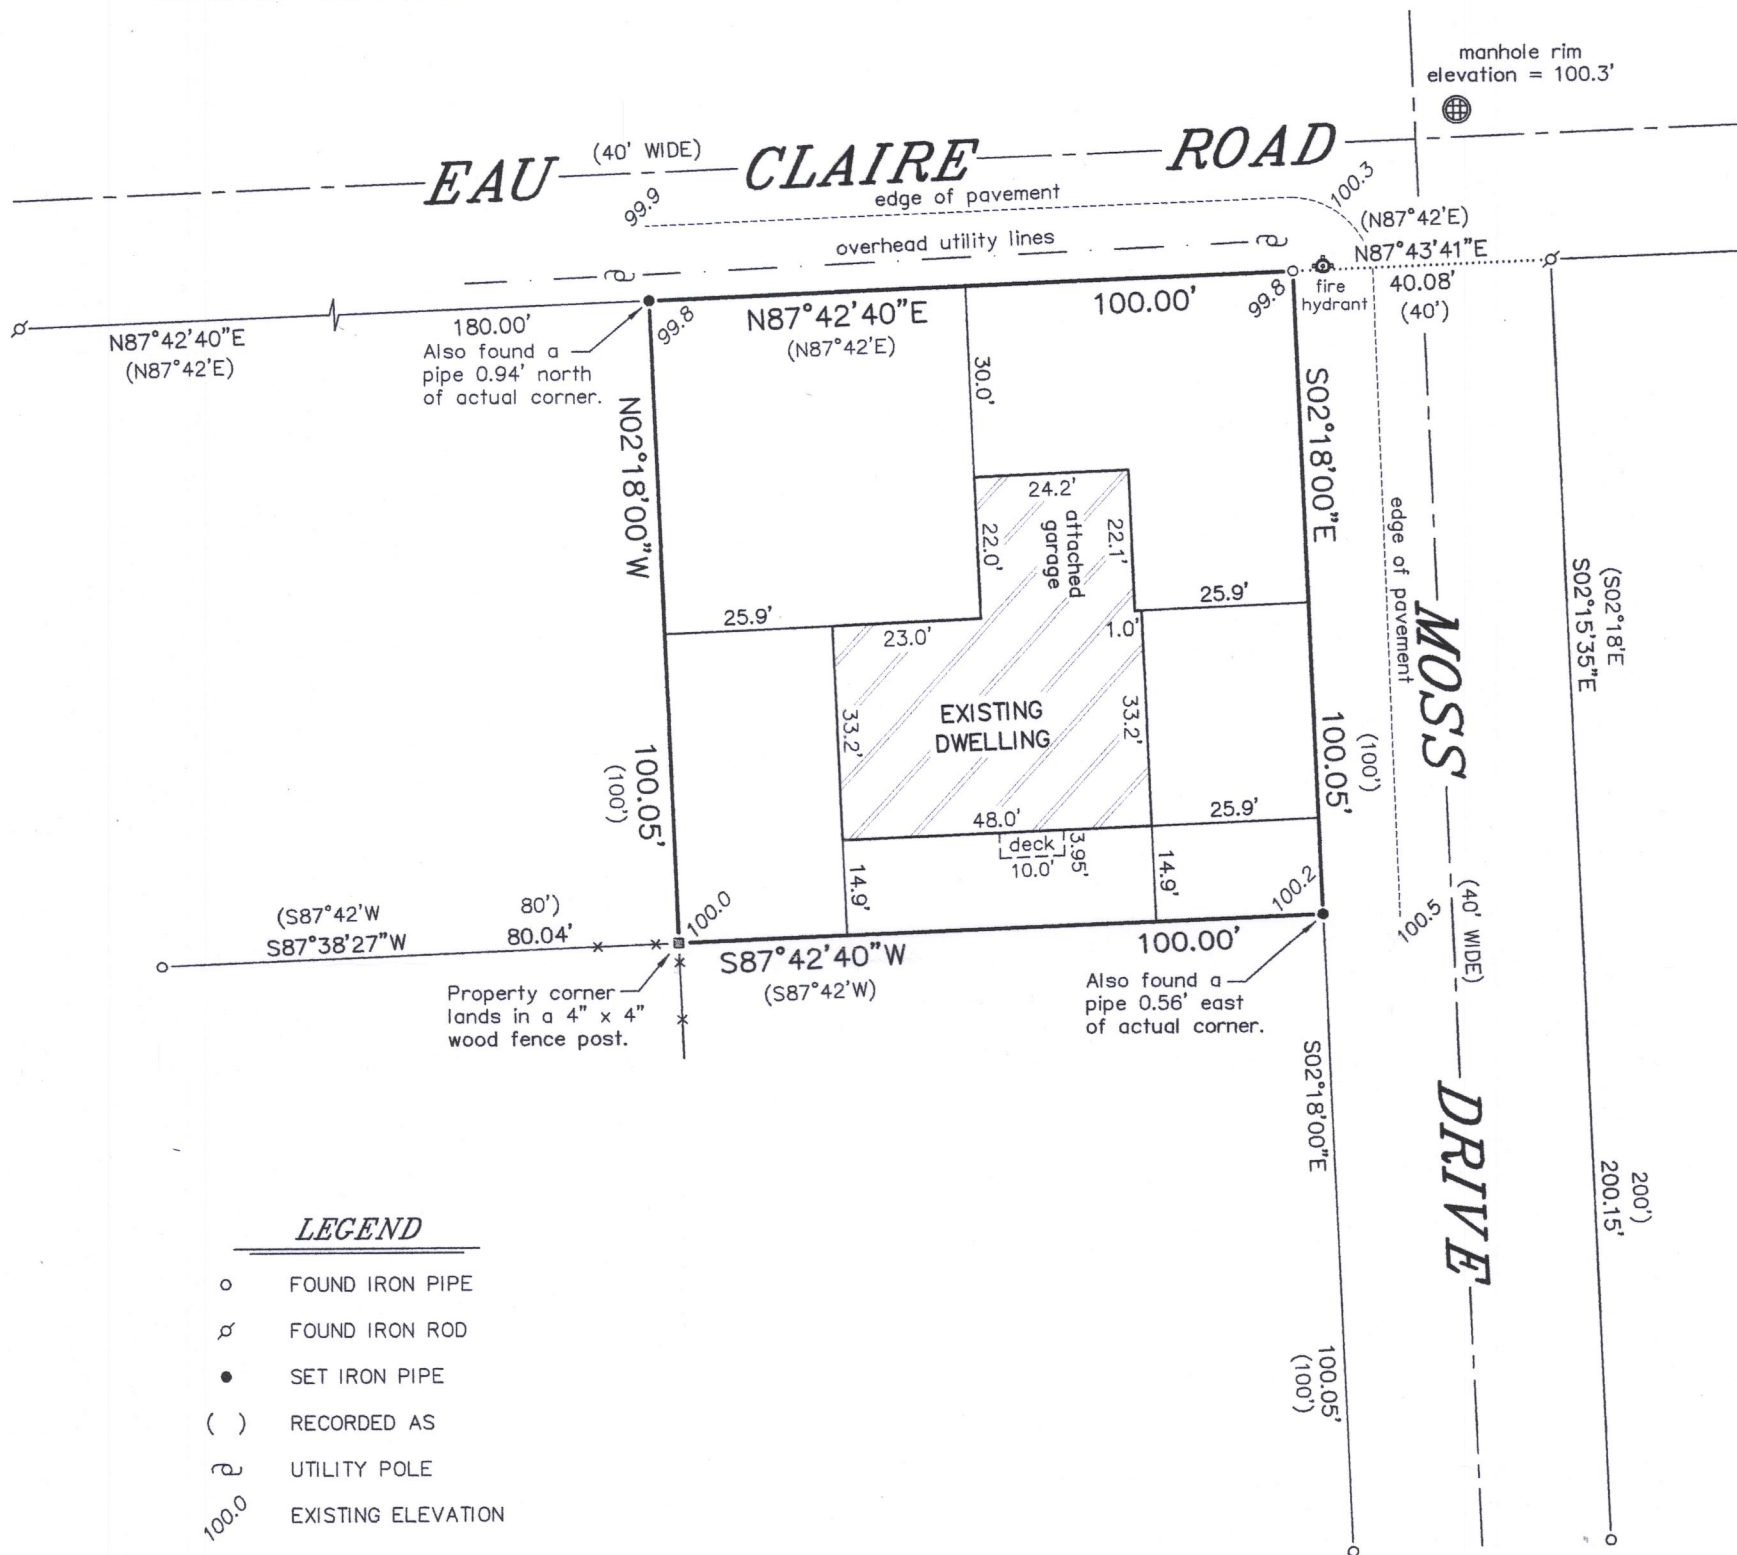 manhole rim
elevation = 100.3'
EAU (40' WIDE) CLAIRE ROAD
99.9
edge of pavement
100.3
(N87°42'E)
N87°43'41"E
40.08'
(40')
overhead utility lines
fire
hydrant
99.8
N87°42'40"E
(N87°42'E)
180.00'
Also found a
pipe 0.94' north
of actual corner.
99.8
N87°42'40"E
(N87°42'E)
100.00'
30.0'
N02°18'00"W
100.05'
(100')
S02°18'00"E
100.05'
(100')
24.2'
attached
garage
22.0'
22.1'
25.9'
23.0'
1.0'
25.9'
33.2'
EXISTING
DWELLING
33.2'
48.0'
25.9'
deck
10.0'
3.95'
14.9'
14.9'
100.0
100.2
edge of pavement
100.5
MOSS (40' WIDE) DRIVE
(S02°18'E
S02°15'35"E
200')
200.15'
(S87°42'W 80')
S87°38'27"W 80.04'
S87°42'40"W
(S87°42'W)
100.00'
Property corner
lands in a 4" x 4"
wood fence post.
Also found a
pipe 0.56' east
of actual corner.
S02°18'00"E
100.05'
(100')
LEGEND
FOUND IRON PIPE
FOUND IRON ROD
SET IRON PIPE
( ) RECORDED AS
UTILITY POLE
100.0 EXISTING ELEVATION